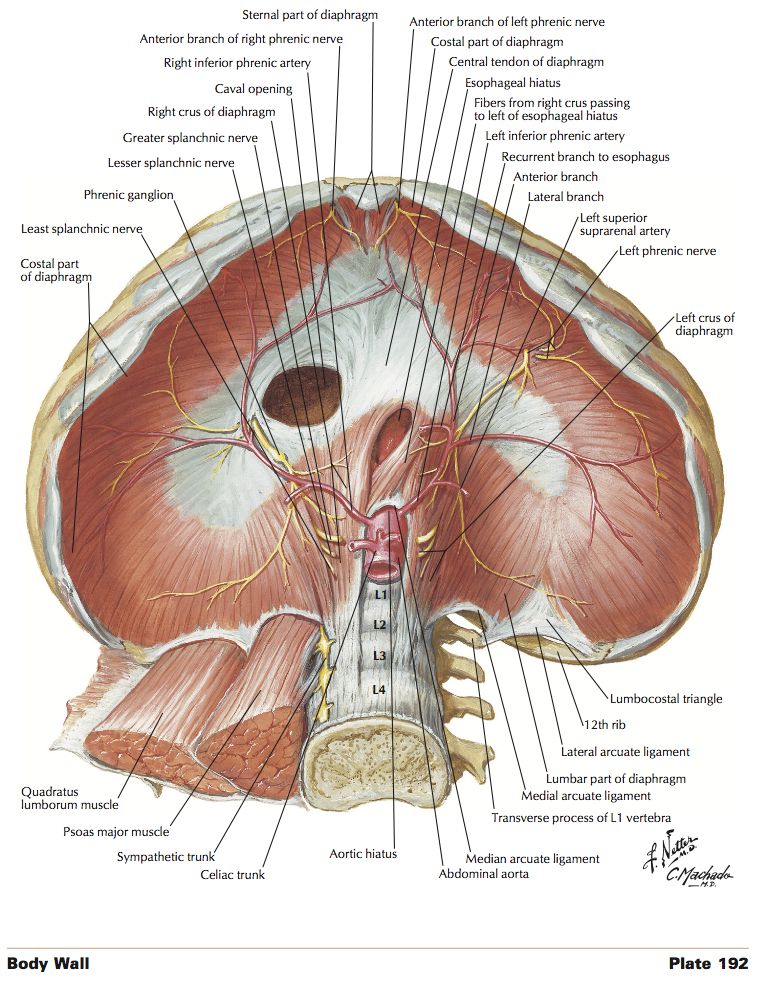 Sternal part of diaphragm
Anterior branch of right phrenic nerve
Right inferior phrenic artery
Caval opening
Right crus of diaphragm
Greater splanchnic nerve
Lesser splanchnic nerve
Phrenic ganglion
Least splanchnic nerve
Costal part
of diaphragm
Anterior branch of left phrenic nerve
Costal part of diaphragm
Central tendon of diaphragm
Esophageal hiatus
Fibers from right crus passing
to left of esophageal hiatus
Left inferior phrenic artery
Recurrent branch to esophagus
Anterior branch
Lateral branch
Left superior
suprarenal artery
Left phrenic nerve
Left crus of
diaphragm
L1
L2
L3
L4
Lumbocostal triangle
12th rib
Lateral arcuate ligament
Lumbar part of diaphragm
Medial arcuate ligament
Transverse process of L1 vertebra
Quadratus
lumborum muscle
Psoas major muscle
Sympathetic trunk
Celiac trunk
Aortic hiatus
Median arcuate ligament
Abdominal aorta
F. Netter
M.D.
C. Machado
M.D.
Body Wall
Plate 192